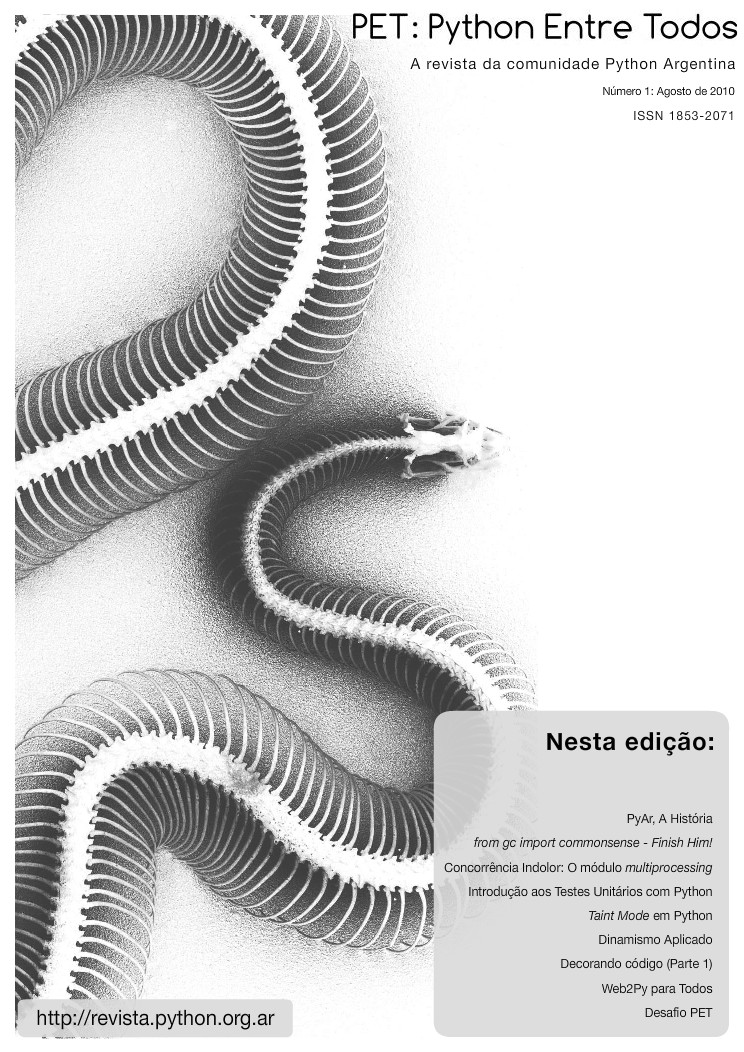 PET: Python Entre Todos
A revista da comunidade Python Argentina
Número 1: Agosto de 2010
ISSN 1853-2071
Nesta edição:
PyAr, A História
from gc import commonsense - Finish Him!
Concorrência Indolor: O módulo multiprocessing
Introdução aos Testes Unitários com Python
Taint Mode em Python
Dinamismo Aplicado
Decorando código (Parte 1)
Web2Py para Todos
Desafio PET
http://revista.python.org.ar